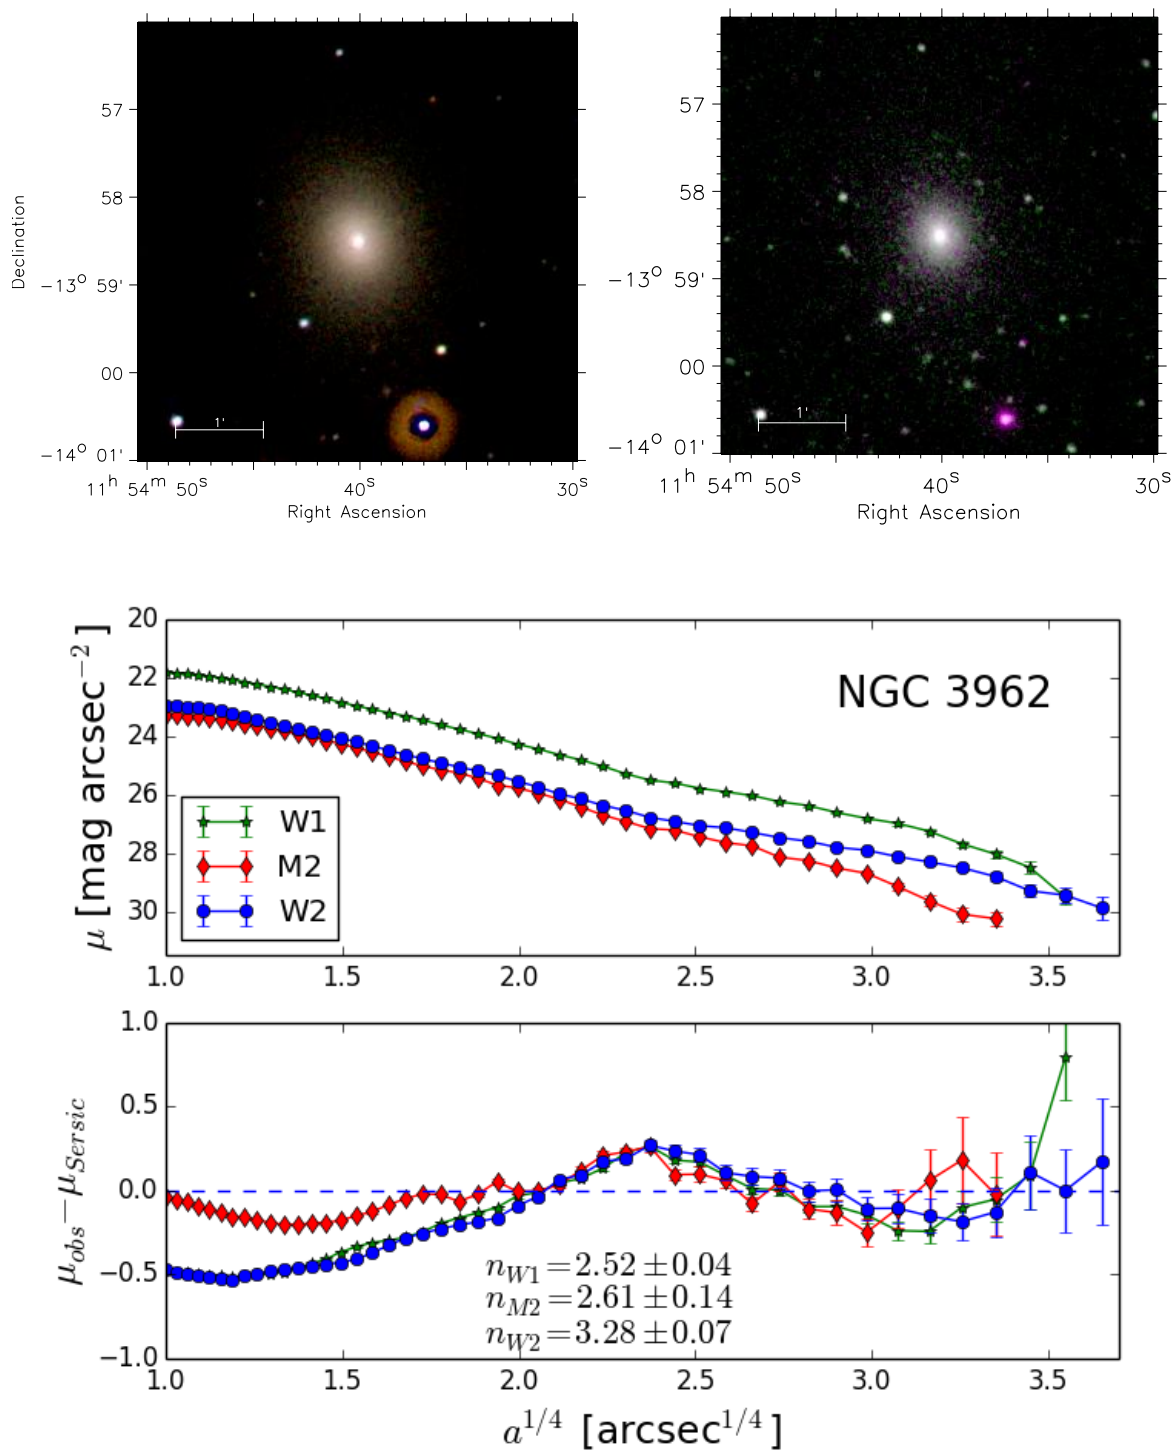 57
58
Declination
−13° 59'
00
1'
−14° 01'
11h 54m 50s 40s 30s
Right Ascension
57
58
−13° 59'
00
1'
−14° 01'
11h 54m 50s 40s 30s
Right Ascension
20
22
24
26
28
30
μ [mag arcsec−2]
NGC 3962
W1
M2
W2
1.0 1.5 2.0 2.5 3.0 3.5
1.0
0.5
0.0
−0.5
−1.0
μobs−μSersic
nW1=2.52±0.04
nM2=2.61±0.14
nW2=3.28±0.07
1.0 1.5 2.0 2.5 3.0 3.5
a1/4 [arcsec1/4]